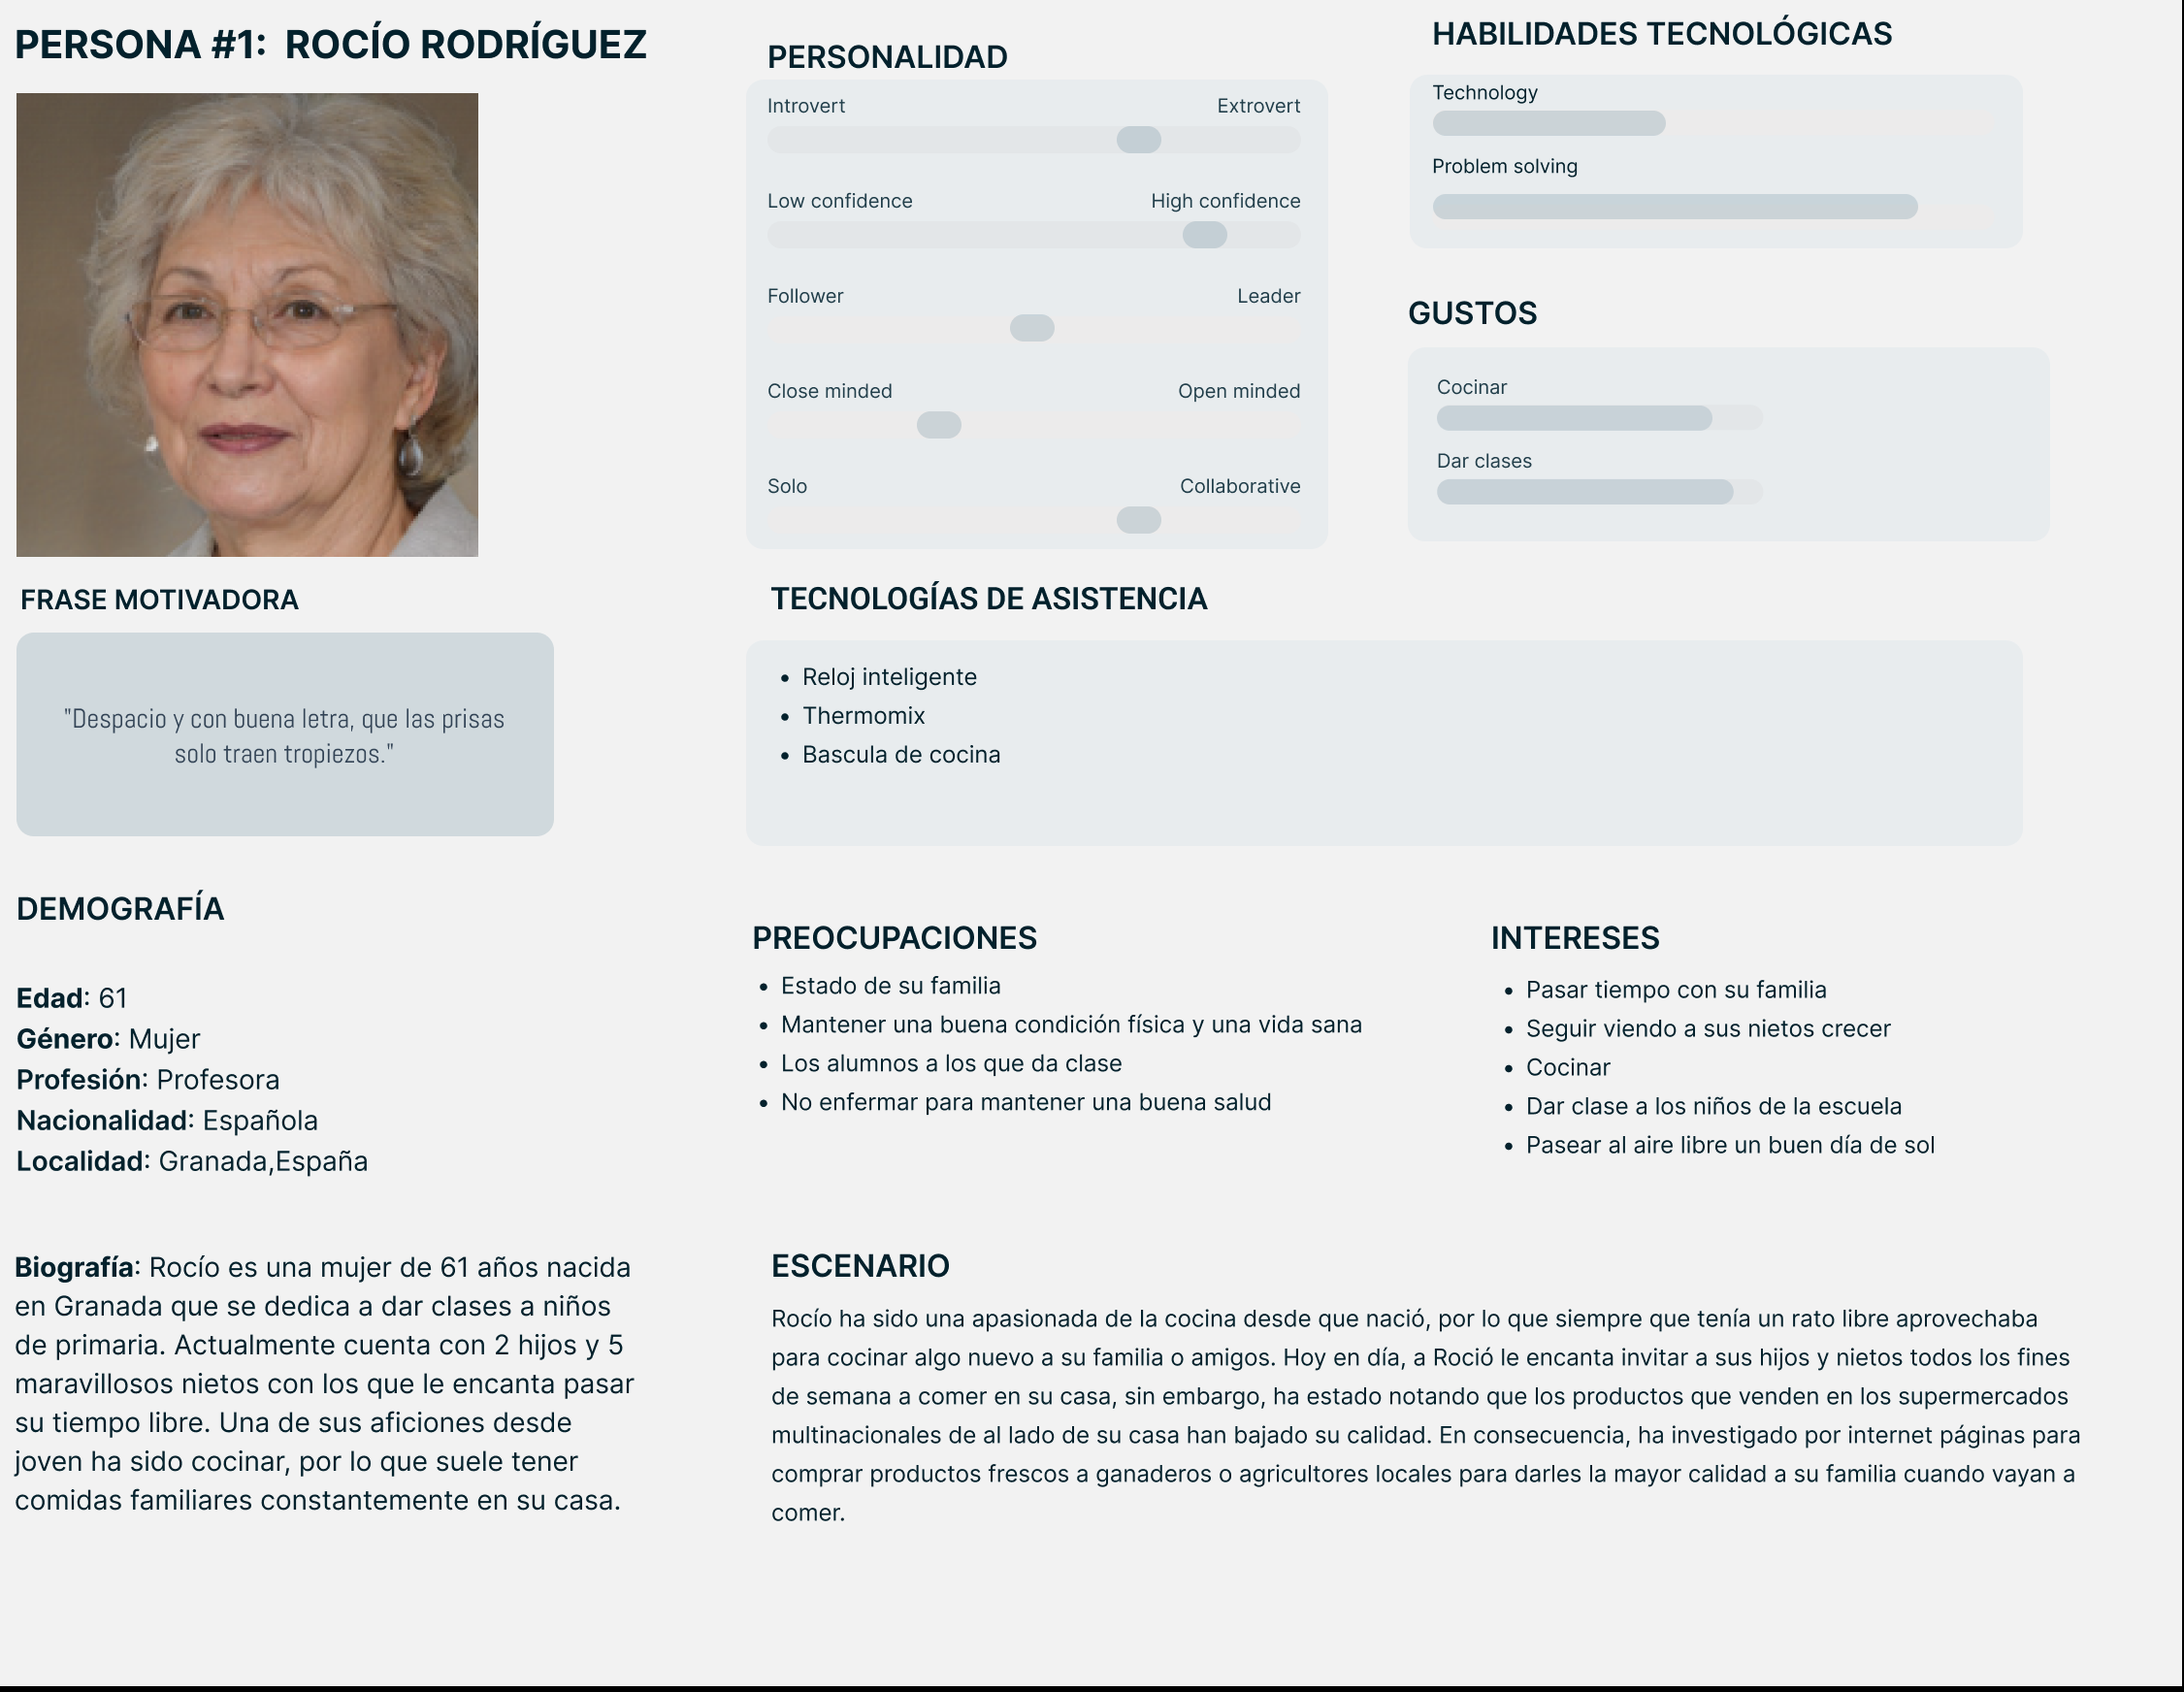 PERSONA #1: ROCÍO RODRÍGUEZ
FRASE MOTIVADORA
"Despacio y con buena letra, que las prisas
solo traen tropiezos."
DEMOGRAFÍA
Edad: 61
Género: Mujer
Profesión: Profesora
Nacionalidad: Española
Localidad: Granada,España
Biografía: Rocío es una mujer de 61 años nacida
en Granada que se dedica a dar clases a niños
de primaria. Actualmente cuenta con 2 hijos y 5
maravillosos nietos con los que le encanta pasar
su tiempo libre. Una de sus aficiones desde
joven ha sido cocinar, por lo que suele tener
comidas familiares constantemente en su casa.
PERSONALIDAD
Introvert Extrovert
Low confidence High confidence
Follower Leader
Close minded Open minded
Solo Collaborative
HABILIDADES TECNOLÓGICAS
Technology
Problem solving
GUSTOS
Cocinar
Dar clases
TECNOLOGÍAS DE ASISTENCIA
• Reloj inteligente
• Thermomix
• Bascula de cocina
PREOCUPACIONES
• Estado de su familia
• Mantener una buena condición física y una vida sana
• Los alumnos a los que da clase
• No enfermar para mantener una buena salud
INTERESES
• Pasar tiempo con su familia
• Seguir viendo a sus nietos crecer
• Cocinar
• Dar clase a los niños de la escuela
• Pasear al aire libre un buen día de sol
ESCENARIO
Rocío ha sido una apasionada de la cocina desde que nació, por lo que siempre que tenía un rato libre aprovechaba
para cocinar algo nuevo a su familia o amigos. Hoy en día, a Roció le encanta invitar a sus hijos y nietos todos los fines
de semana a comer en su casa, sin embargo, ha estado notando que los productos que venden en los supermercados
multinacionales de al lado de su casa han bajado su calidad. En consecuencia, ha investigado por internet páginas para
comprar productos frescos a ganaderos o agricultores locales para darles la mayor calidad a su familia cuando vayan a
comer.